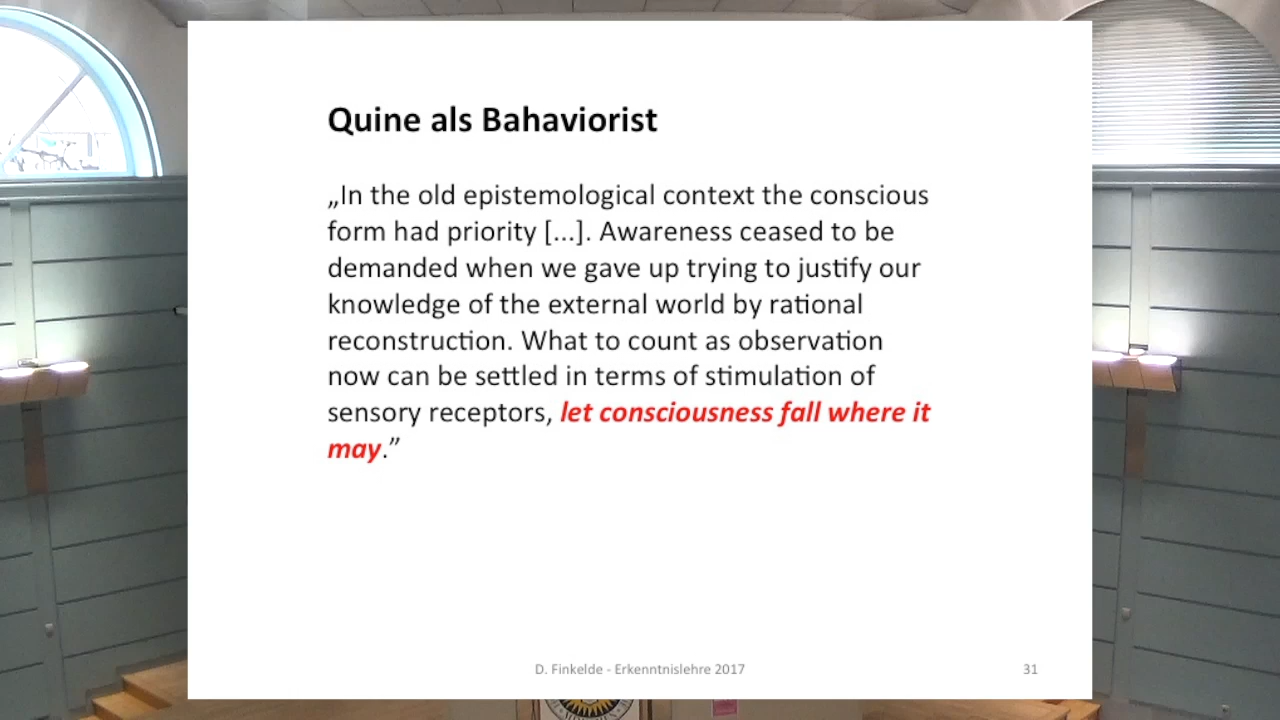 Quine als Bahaviorist
„In the old epistemological context the conscious
form had priority [...]. Awareness ceased to be
demanded when we gave up trying to justify our
knowledge of the external world by rational
reconstruction. What to count as observation
now can be settled in terms of stimulation of
sensory receptors, let consciousness fall where it
may.”
D. Finkelde - Erkenntnislehre 2017
31